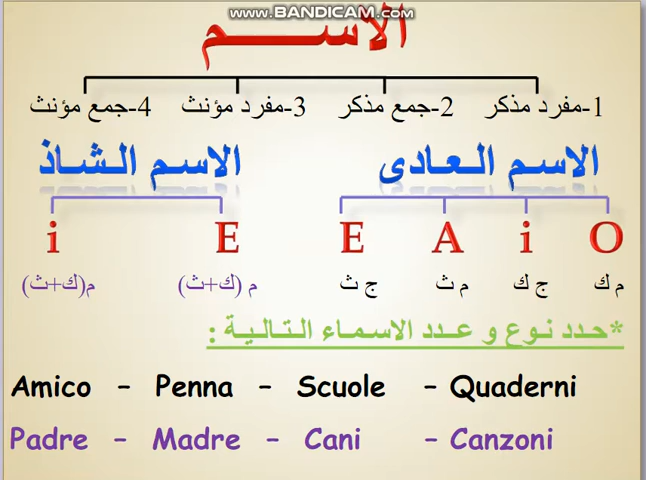 www.BANDICAM.com
الاسم
1-مفرد مذكر 2-جمع مذكر 3-مفرد مؤنث 4-جمع مؤنث
الاسم العادى الاسم الشاذ
O i A E E i
م ك ج ك م ث ج ث م (ك+ث) م(ك+ث)
*حدد نوع و عدد الاسماء التالية :
Amico – Penna – Scuole – Quaderni
Padre – Madre – Cani – Canzoni